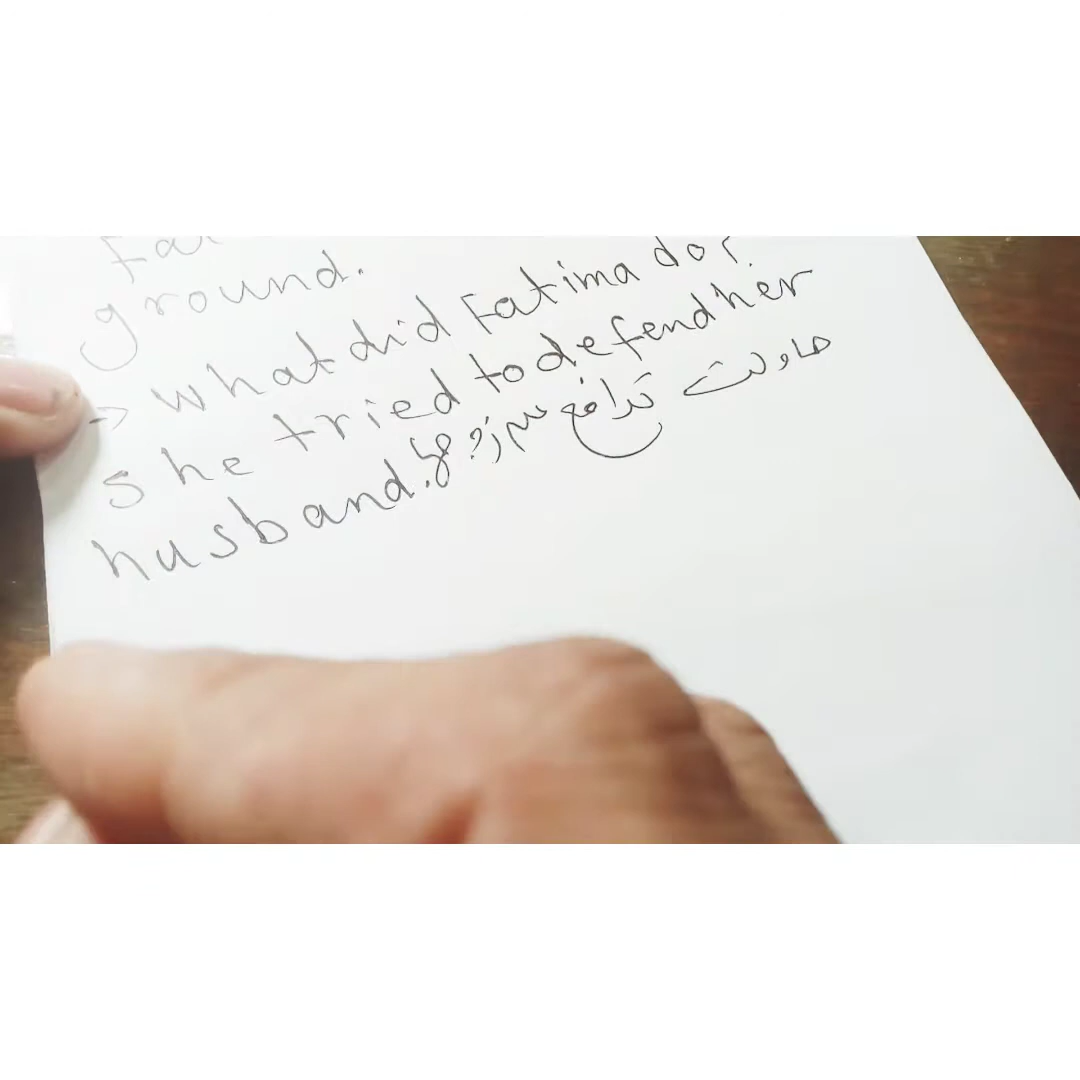 ground.
→ what did Fatima do?
she tried to defend her
حاولت تدافع عن زوجها
husband.